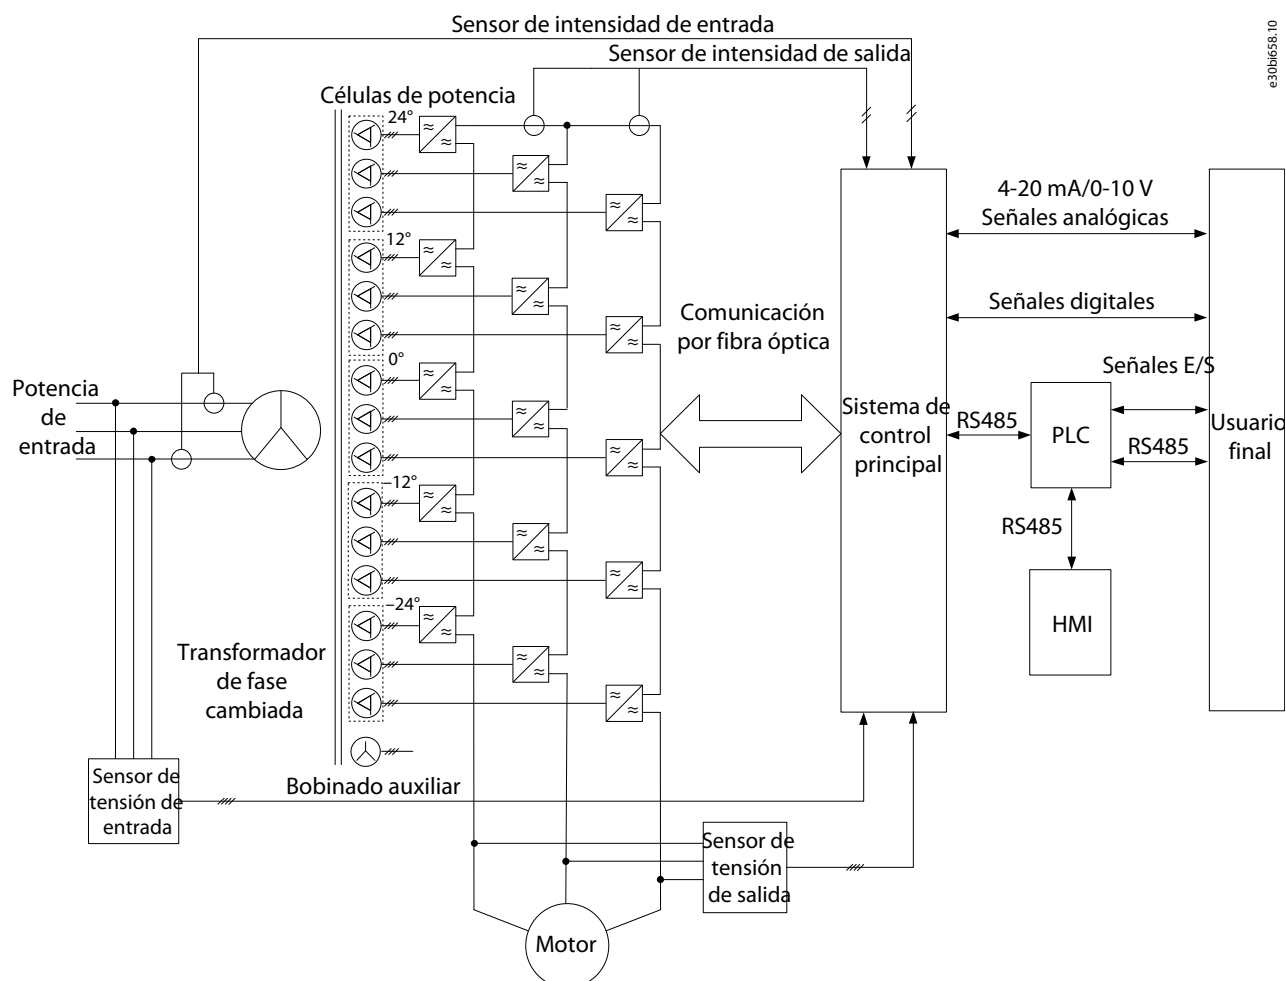 Sensor de intensidad de entrada
Sensor de intensidad de salida
e30bi658.10
Células de potencia
24°
12°
0°
–12°
–24°
4-20 mA/0-10 V
Señales analógicas
Señales digitales
Comunicación
por fibra óptica
Señales E/S
Potencia
de
entrada
Sistema de
control
principal
RS485
PLC
RS485
Usuario
final
RS485
HMI
Transformador
de fase
cambiada
Bobinado auxiliar
Sensor de
tensión de
entrada
Sensor de
tensión
de salida
Motor